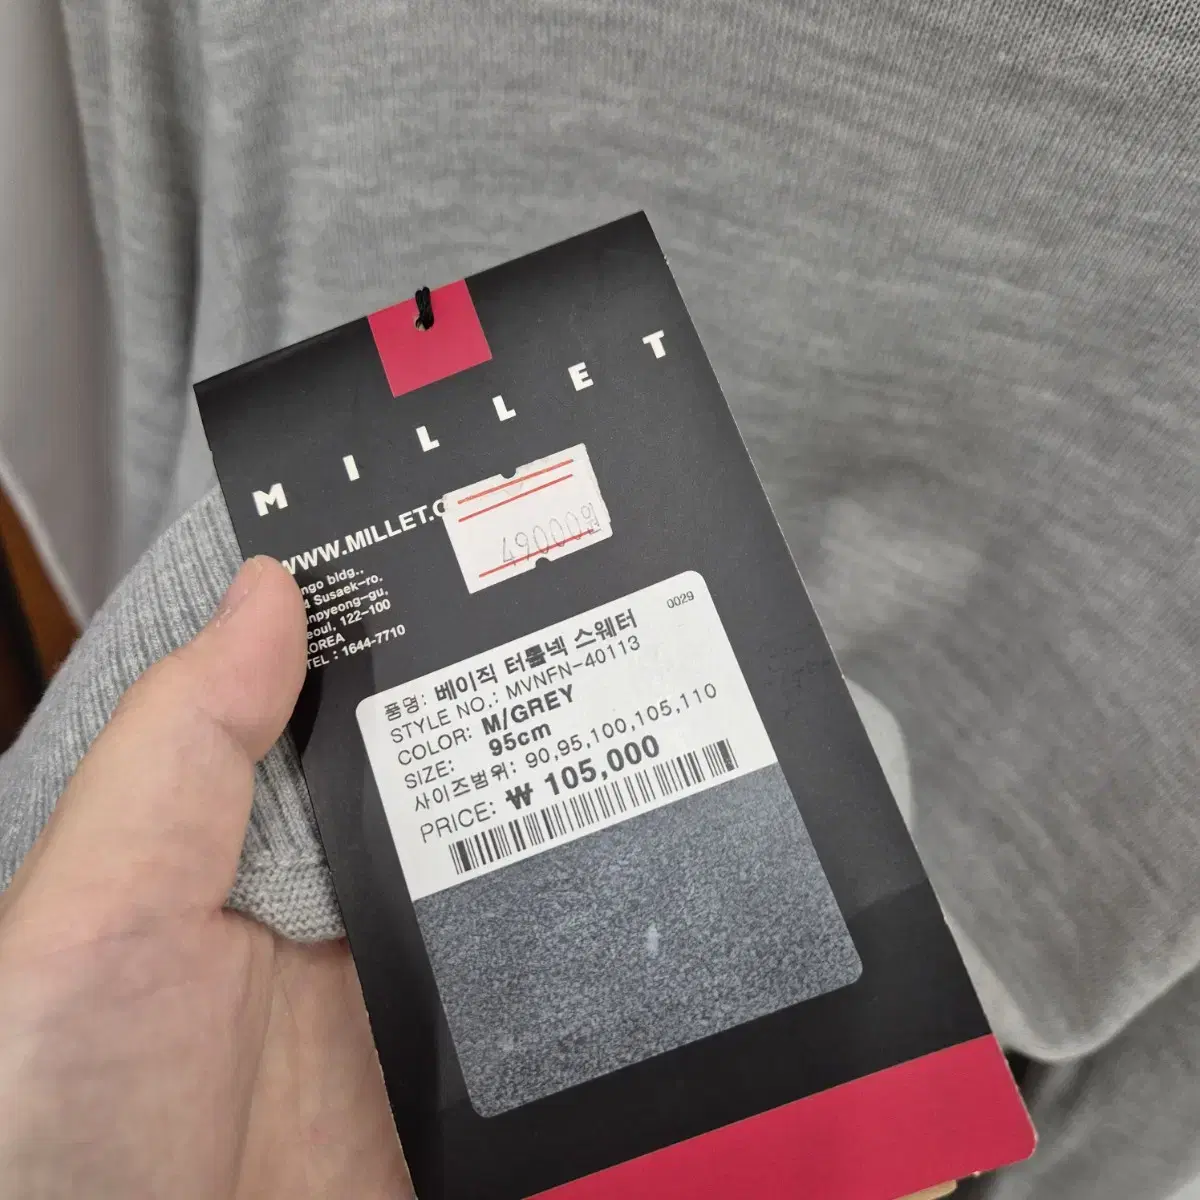 MILLET
WWW.MILLET.C
ngo bldg.,
Susaek-ro,
npyeong-gu,
eoul, 122-100
KOREA
TEL : 1644-7710
49000원
0029
품명: 베이직 터틀넥 스웨터
STYLE NO.: MVNFN-40113
COLOR: M/GREY
SIZE: 95cm
사이즈범위: 90,95,100,105,110
PRICE: ₩ 105,000